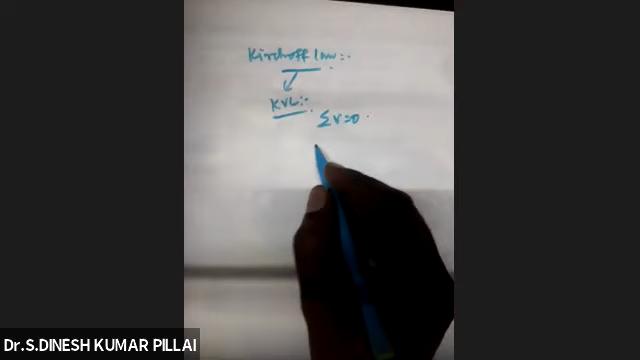 Kirchoff law:-
KVL:-
Σv=0
Dr.S.DINESH KUMAR PILLAI